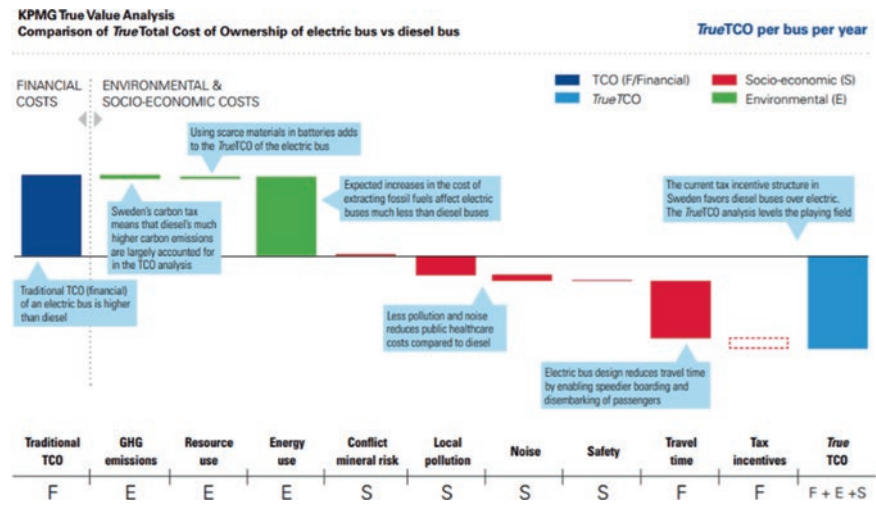 KPMG True Value Analysis
Comparison of True Total Cost of Ownership of electric bus vs diesel bus
TrueTCO per bus per year
FINANCIAL
COSTS
ENVIRONMENTAL &
SOCIO-ECONOMIC COSTS
TCO (F/Financial)
Socio-economic (S)
TrueTCO
Environmental (E)
Using scarce materials in batteries adds
to the TrueTCO of the electric bus
Sweden's carbon tax
means that diesel's much
higher carbon emissions
are largely accounted for
in the TCO analysis
Expected increases in the cost of
extracting fossil fuels affect electric
buses much less than diesel buses
The current tax incentive structure in
Sweden favors diesel buses over electric.
The TrueTCO analysis levels the playing field
Traditional TCO (financial)
of an electric bus is higher
than diesel
Less pollution and noise
reduces public healthcare
costs compared to diesel
Electric bus design reduces travel time
by enabling speedier boarding and
disembarking of passengers
Traditional
TCO
GHG
emissions
Resource
use
Energy
use
Conflict
mineral risk
Local
pollution
Noise
Safety
Travel
time
Tax
incentives
True
TCO
F E E E S S S S F F F + E +S